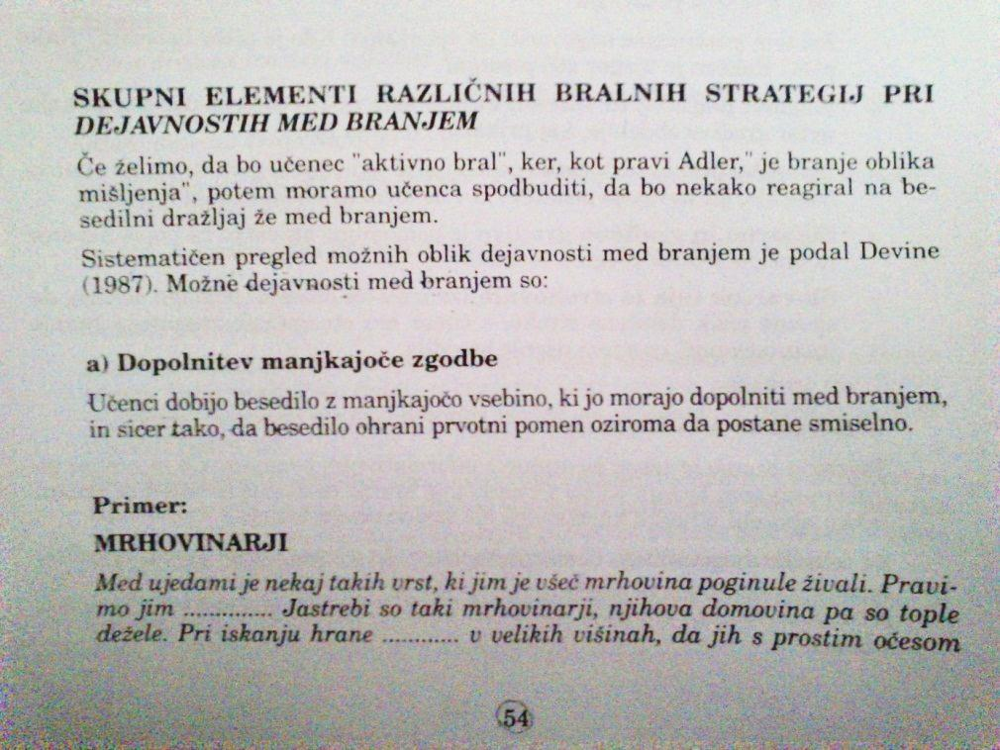 SKUPNI ELEMENTI RAZLIČNIH BRALNIH STRATEGIJ PRI
DEJAVNOSTIH MED BRANJEM
Če želimo, da bo učenec "aktivno bral", ker, kot pravi Adler," je branje oblika
mišljenja", potem moramo učenca spodbuditi, da bo nekako reagiral na be-
sedilni dražljaj že med branjem.
Sistematičen pregled možnih oblik dejavnosti med branjem je podal Devine
(1987). Možne dejavnosti med branjem so:
a) Dopolnitev manjkajoče zgodbe
Učenci dobijo besedilo z manjkajočo vsebino, ki jo morajo dopolniti med branjem,
in sicer tako, da besedilo ohrani prvotni pomen oziroma da postane smiselno.
Primer:
MRHOVINARJI
Med ujedami je nekaj takih vrst, ki jim je všeč mrhovina poginule živali. Pravi-
mo jim ............... Jastrebi so taki mrhovinarji, njihova domovina pa so tople
dežele. Pri iskanju hrane ............. v velikih višinah, da jih s prostim očesom
54